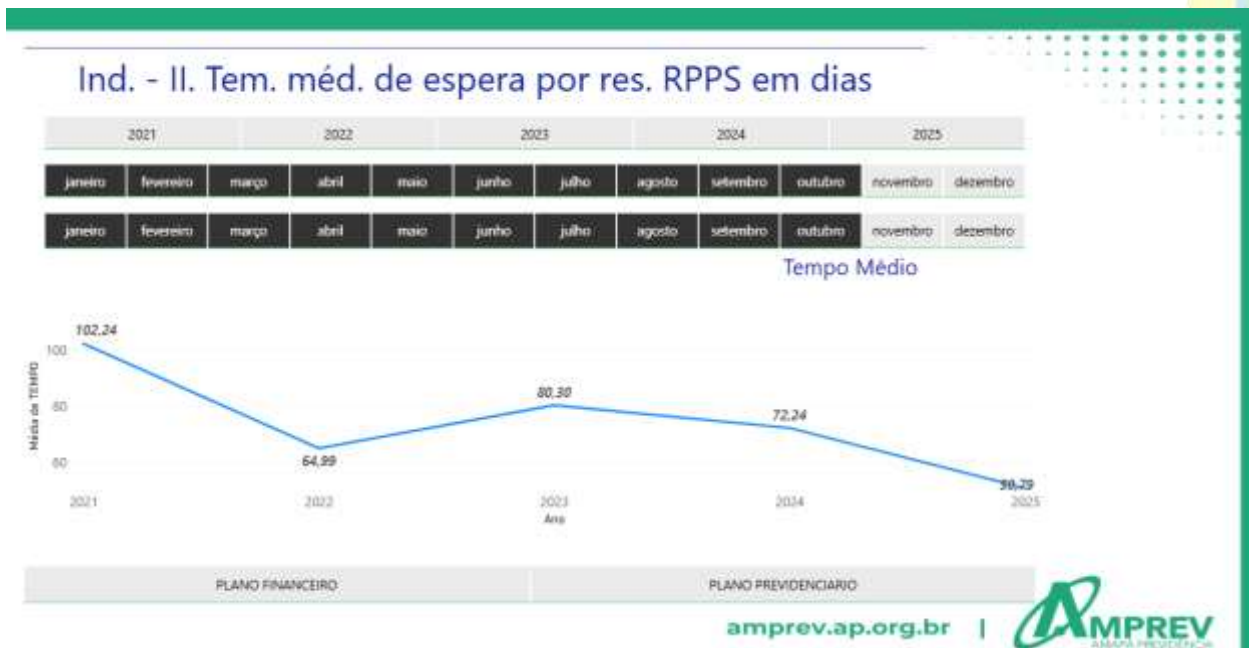 Ind. - II. Tem. méd. de espera por res. RPPS em dias
2021 2022 2023 2024 2025
janeiro fevereiro março abril maio junho julho agosto setembro outubro novembro dezembro
janeiro fevereiro março abril maio junho julho agosto setembro outubro novembro dezembro
Tempo Médio
102,24
100
80,30
80
72,24
Média de TEMPO
64,99
60
2021 2022 2023 2024 2025
Ano
PLANO FINANCEIRO PLANO PREVIDENCIARIO
amprev.ap.org.br |
AMPREV
AMAPÁ PREVIDÊNCIA